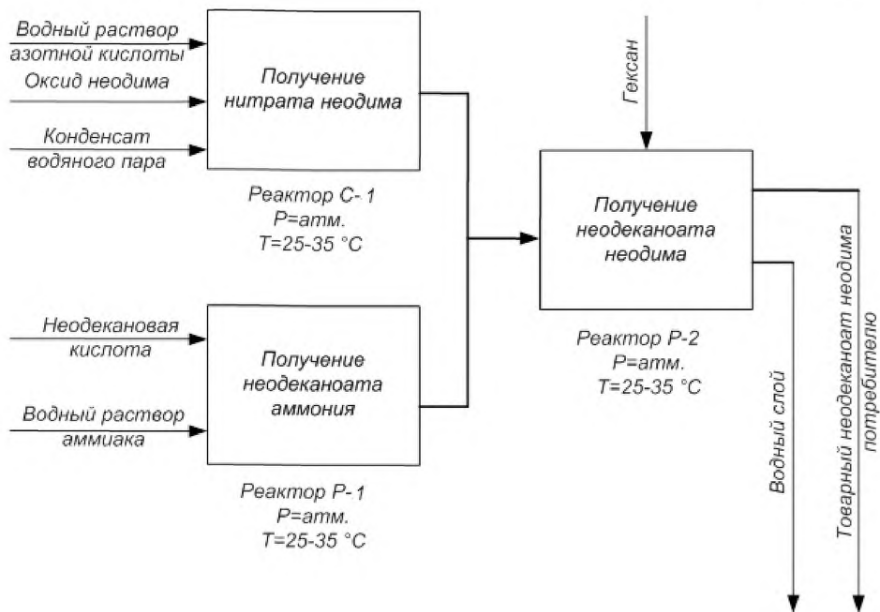 Водный раствор
азотной кислоты
Оксид неодима
Конденсат
водяного пара
Получение
нитрата неодима
Реактор С-1
Р=атм.
Т=25-35 °С
Неодекановая
кислота
Водный раствор
аммиака
Получение
неодеканоата
аммония
Реактор Р-1
Р=атм.
Т=25-35 °С
Гексан
Получение
неодеканоата
неодима
Реактор Р-2
Р=атм.
Т=25-35 °С
Водный слой
Товарный неодеканоат неодима
потребителю